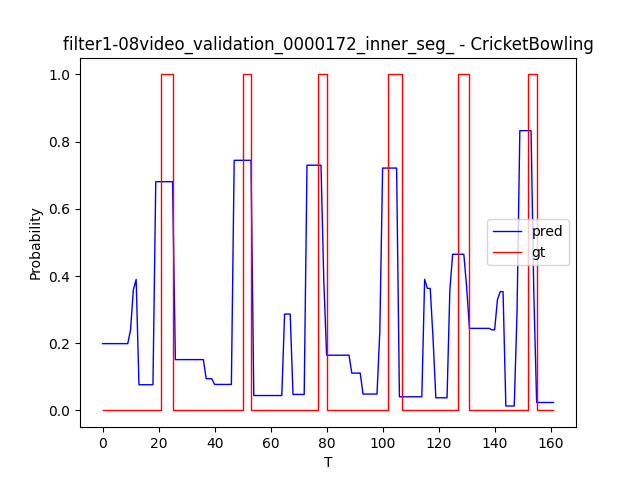 filter1-08video_validation_0000172_inner_seg_ - CricketBowling
1.0
0.8
0.6
0.4
0.2
0.0
Probability
pred
gt
0 20 40 60 80 100 120 140 160
T